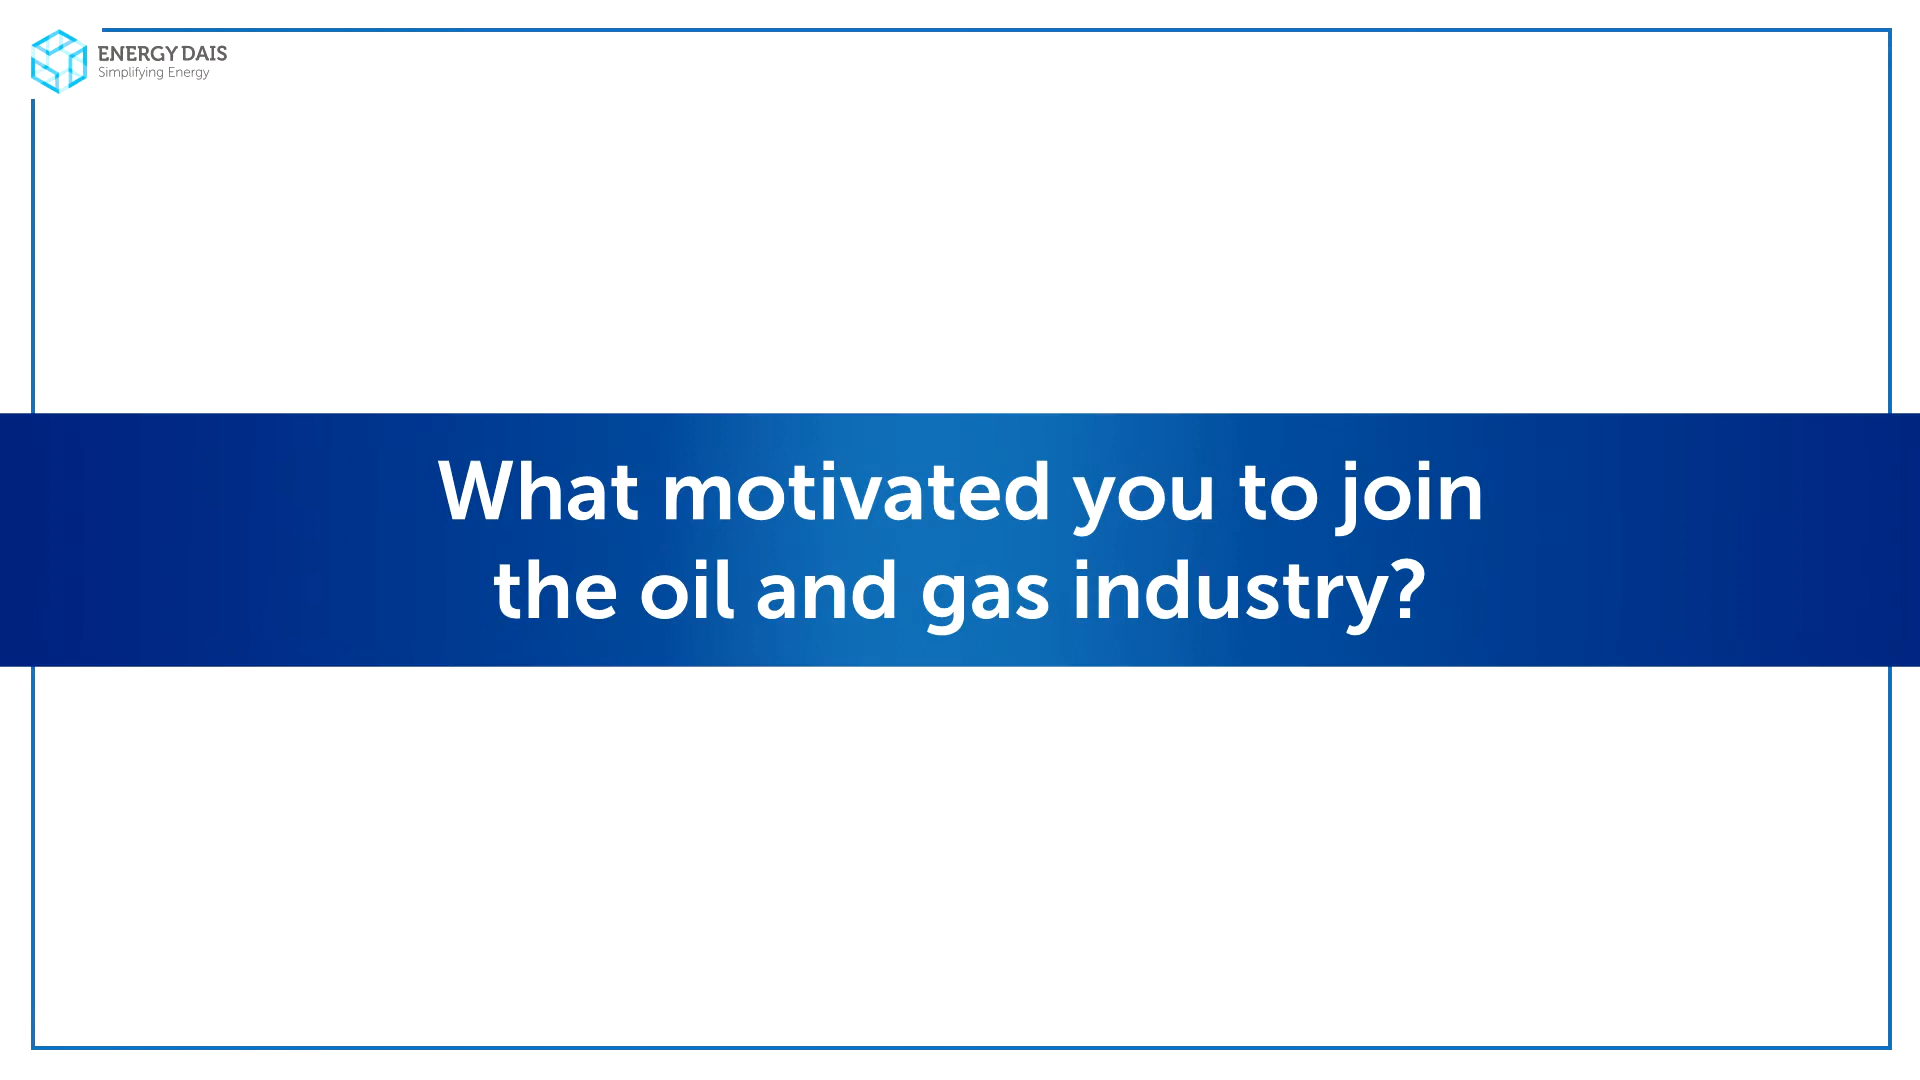 ENERGY DAIS
Simplifying Energy
What motivated you to join
the oil and gas industry?